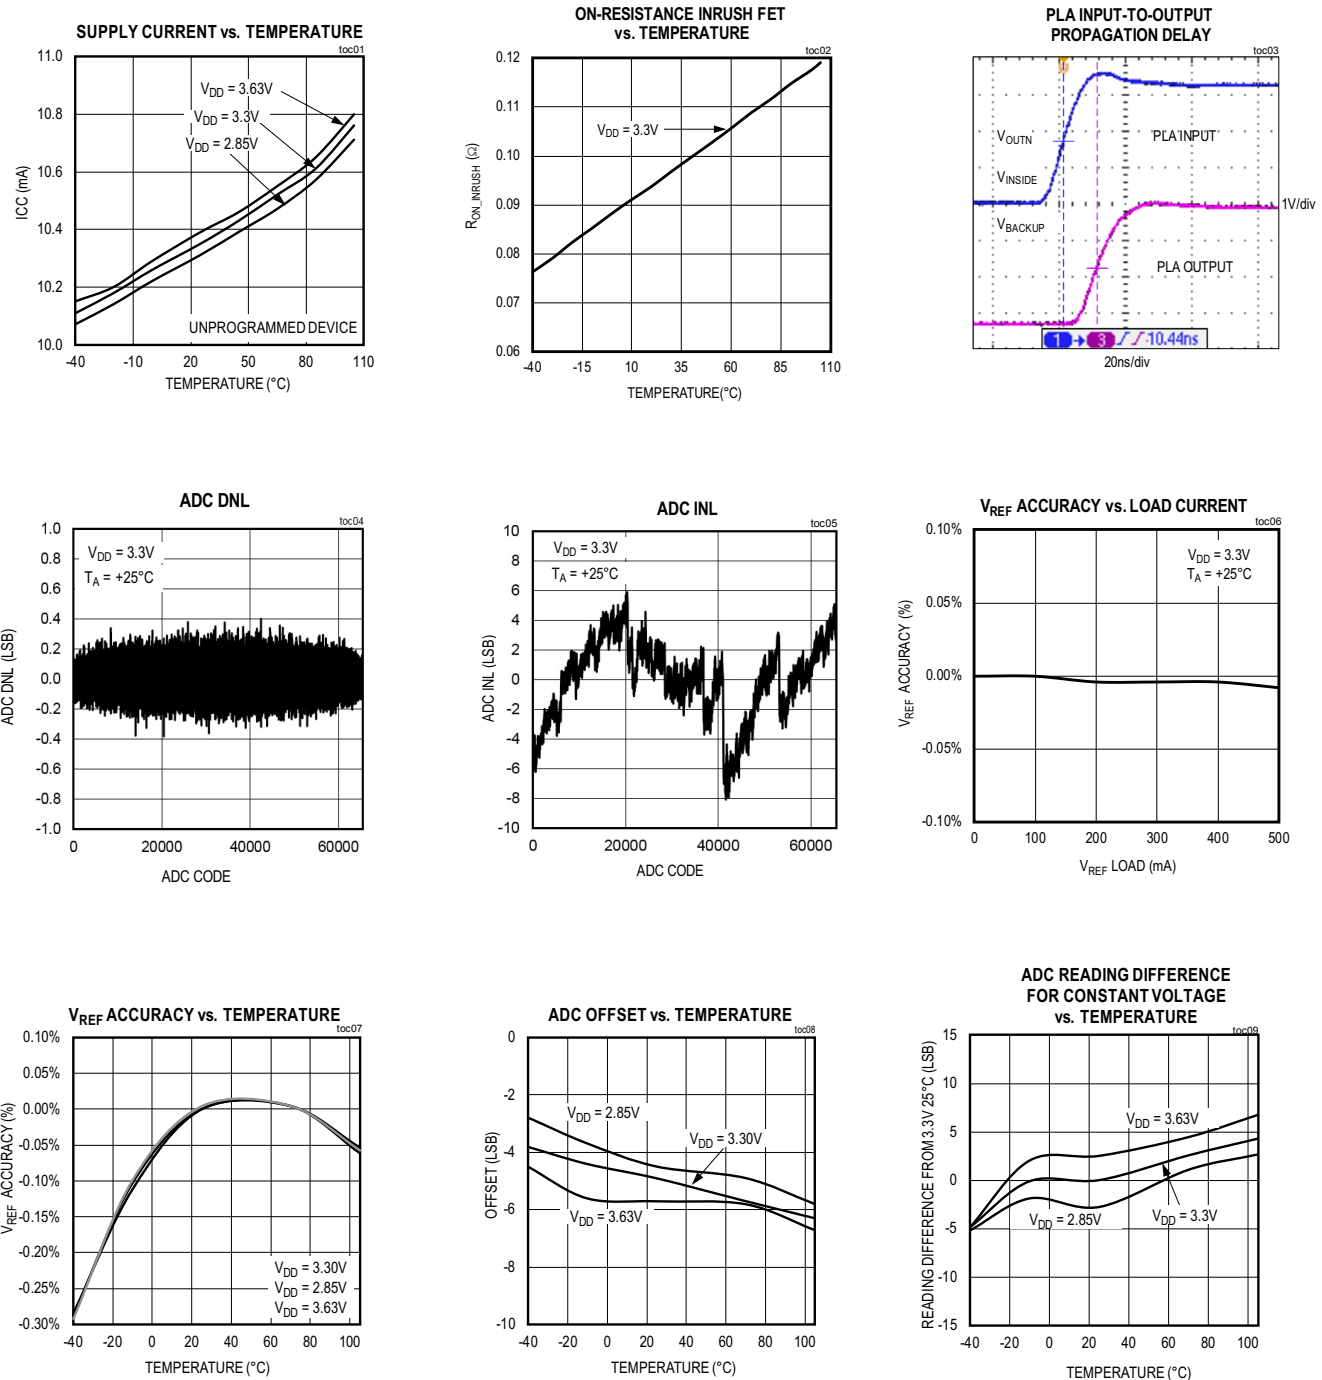 SUPPLY CURRENT vs. TEMPERATURE
toc01
11.0
10.8
10.6
10.4
10.2
10.0
ICC (mA)
VDD = 3.63V
VDD = 3.3V
VDD = 2.85V
UNPROGRAMMED DEVICE
-40 -10 20 50 80 110
TEMPERATURE (°C)
ON-RESISTANCE INRUSH FET
vs. TEMPERATURE
toc02
0.12
0.11
0.10
0.09
0.08
0.07
0.06
RON_INRUSH (Ω)
VDD = 3.3V
-40 -15 10 35 60 85 110
TEMPERATURE(°C)
PLA INPUT-TO-OUTPUT
PROPAGATION DELAY
toc03
VOUTN
PLA INPUT
VINSIDE
1V/div
VBACKUP
PLA OUTPUT
1 → 3 10.44ns
20ns/div
ADC DNL
toc04
1.0
0.8
0.6
0.4
0.2
0.0
-0.2
-0.4
-0.6
-0.8
-1.0
ADC DNL (LSB)
VDD = 3.3V
TA = +25°C
0 20000 40000 60000
ADC CODE
ADC INL
toc05
10
8
6
4
2
0
-2
-4
-6
-8
-10
ADC INL (LSB)
VDD = 3.3V
TA = +25°C
0 20000 40000 60000
ADC CODE
VREF ACCURACY vs. LOAD CURRENT
toc06
0.10%
0.05%
0.00%
-0.05%
-0.10%
VREF ACCURACY (%)
VDD = 3.3V
TA = +25°C
0 100 200 300 400 500
VREF LOAD (mA)
VREF ACCURACY vs. TEMPERATURE
toc07
0.10%
0.05%
0.00%
-0.05%
-0.10%
-0.15%
-0.20%
-0.25%
-0.30%
VREF ACCURACY (%)
VDD = 3.30V
VDD = 2.85V
VDD = 3.63V
-40 -20 0 20 40 60 80 100
TEMPERATURE (°C)
ADC OFFSET vs. TEMPERATURE
toc08
0
-2
-4
-6
-8
-10
OFFSET (LSB)
VDD = 2.85V
VDD = 3.30V
VDD = 3.63V
-40 -20 0 20 40 60 80 100
TEMPERATURE (°C)
ADC READING DIFFERENCE
FOR CONSTANT VOLTAGE
vs. TEMPERATURE
toc09
15
10
5
0
-5
-10
-15
READING DIFFERENCE FROM 3.3V 25°C (LSB)
VDD = 3.63V
VDD = 2.85V
VDD = 3.3V
-40 -20 0 20 40 60 80 100
TEMPERATURE (°C)